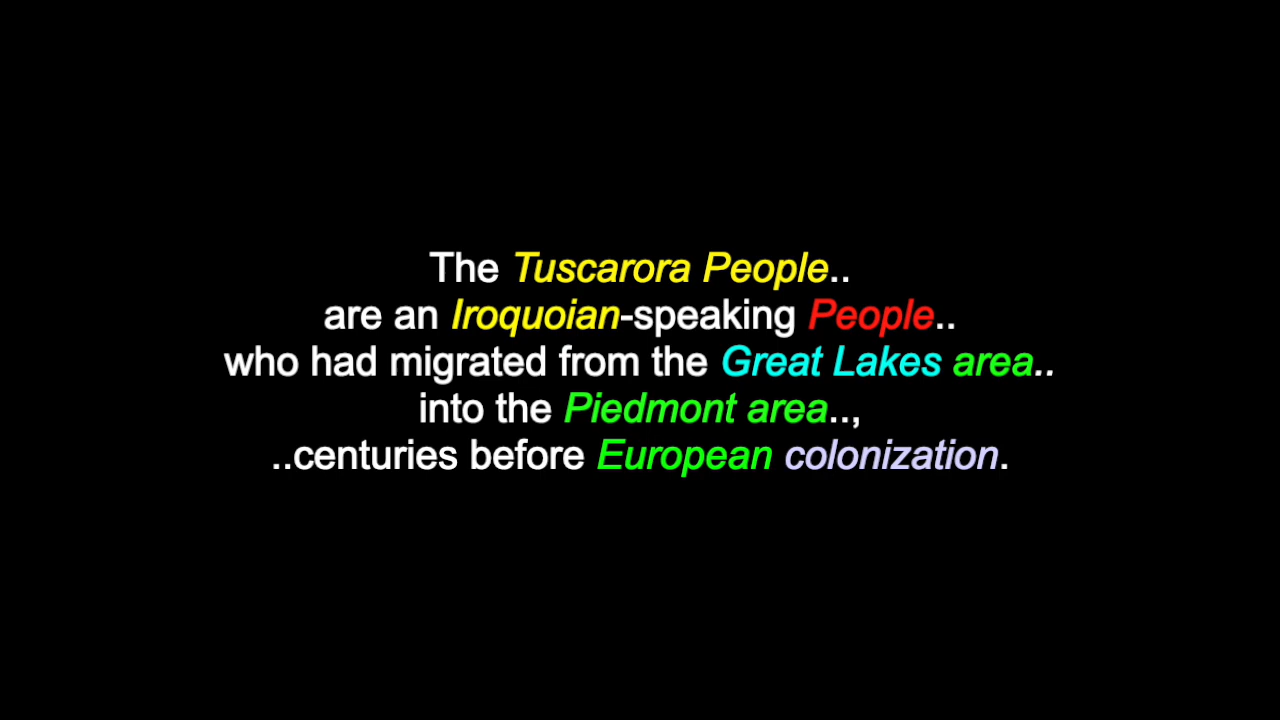 The Tuscarora People..
are an Iroquoian-speaking People..
who had migrated from the Great Lakes area..
into the Piedmont area..,
..centuries before European colonization.